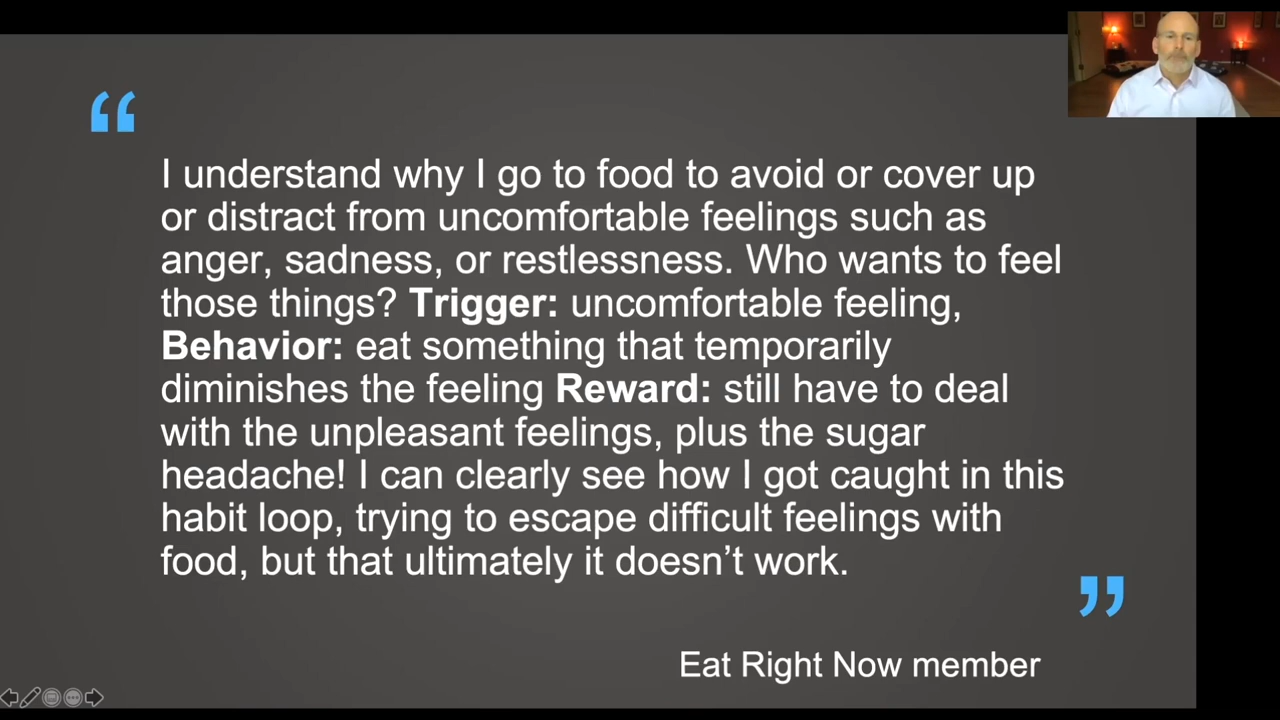 “
I understand why I go to food to avoid or cover up
or distract from uncomfortable feelings such as
anger, sadness, or restlessness. Who wants to feel
those things? Trigger: uncomfortable feeling,
Behavior: eat something that temporarily
diminishes the feeling Reward: still have to deal
with the unpleasant feelings, plus the sugar
headache! I can clearly see how I got caught in this
habit loop, trying to escape difficult feelings with
food, but that ultimately it doesn’t work.
”
Eat Right Now member